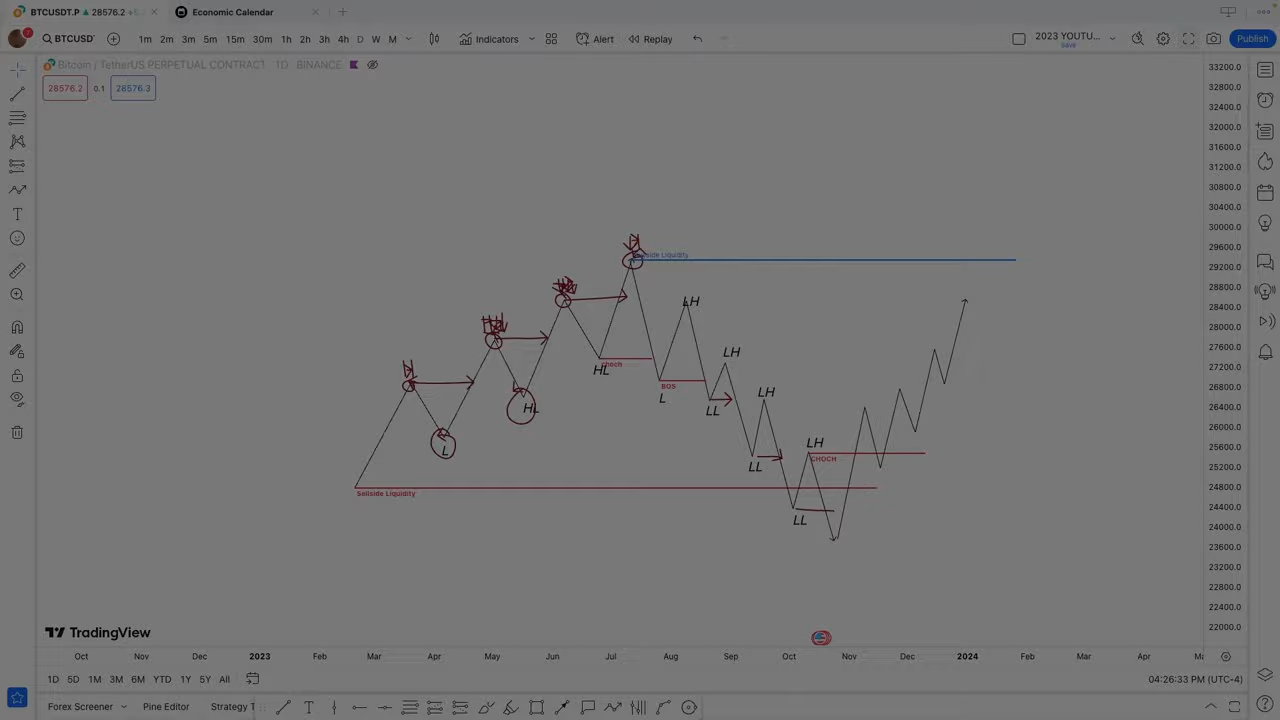 BTCUSDT.P ▲ 28576.2 +5.
Economic Calendar
BTCUSD
1m 2m 3m 5m 15m 30m 1h 2h 3h 4h D W M
Indicators
Alert
Replay
2023 YOUTU...
Save
Publish
Bitcoin / TetherUS PERPETUAL CONTRACT 1D BINANCE
28576.2 0.1 28576.3
33200.0
32800.0
32400.0
32000.0
31600.0
31200.0
30800.0
30400.0
30000.0
29600.0
29200.0
28800.0
28400.0
28000.0
27600.0
27200.0
26800.0
26400.0
26000.0
25600.0
25200.0
24800.0
24400.0
24000.0
23600.0
23200.0
22800.0
22400.0
22000.0
Liquidity
LH
LH
HL
choch
BOS
L
LH
LL
HL
LH
CHOCH
L
LL
Sellside Liquidity
LL
TradingView
Oct Nov Dec 2023 Feb Mar Apr May Jun Jul Aug Sep Oct Nov Dec 2024 Feb Mar Apr
1D 5D 1M 3M 6M YTD 1Y 5Y All
04:26:33 PM (UTC-4)
Forex Screener
Pine Editor
Strategy T